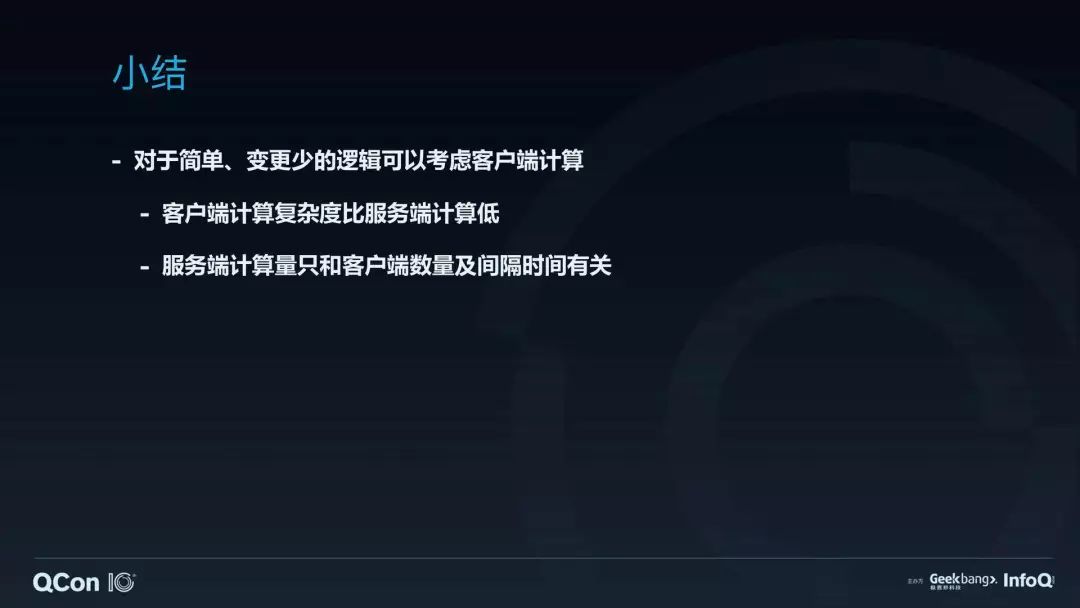 小结
- 对于简单、变更少的逻辑可以考虑客户端计算
- 客户端计算复杂度比服务端计算低
- 服务端计算量只和客户端数量及间隔时间有关
QCon 10
主办方 Geekbang>. InfoQ
极客邦科技